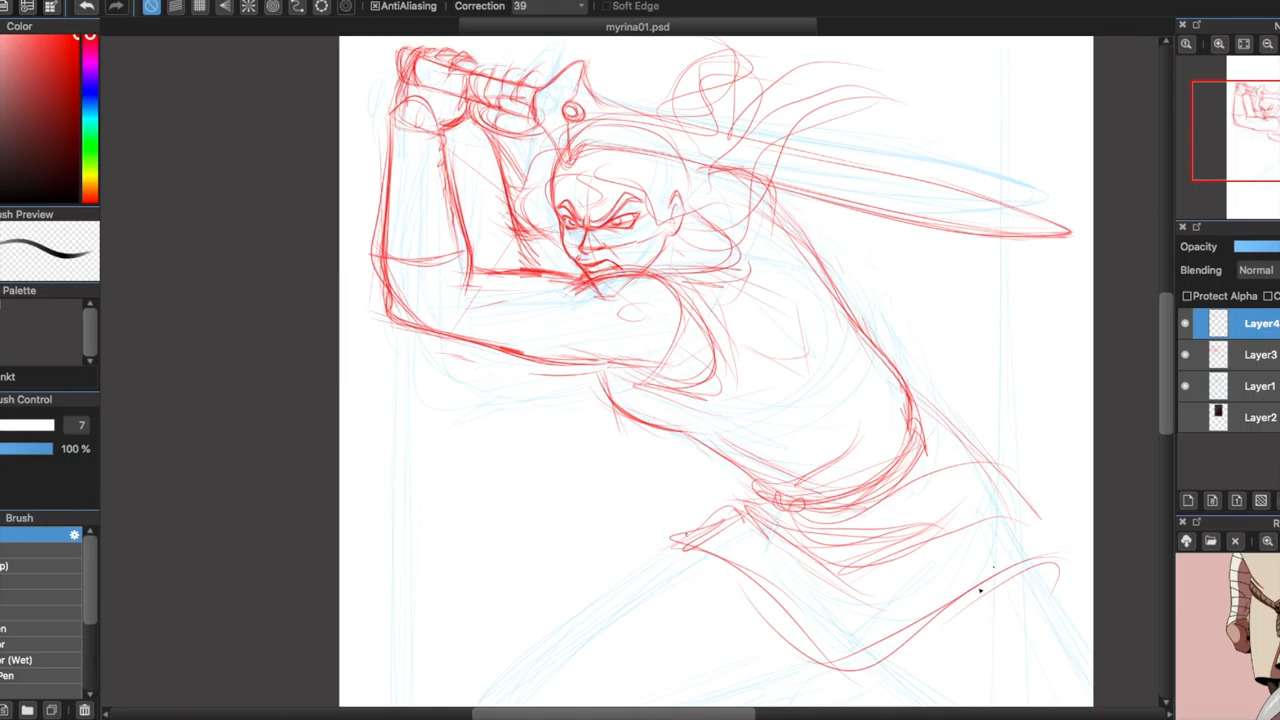 AntiAliasing Correction 39 Soft Edge
Color
myrina01.psd
ush Preview
Palette
nkt
ush Control
7
100 %
Brush
p)
n
or
r (Wet)
Pen
N
Opacity
Blending Normal
Protect Alpha C
Layer4
Layer3
Layer1
Layer2
R